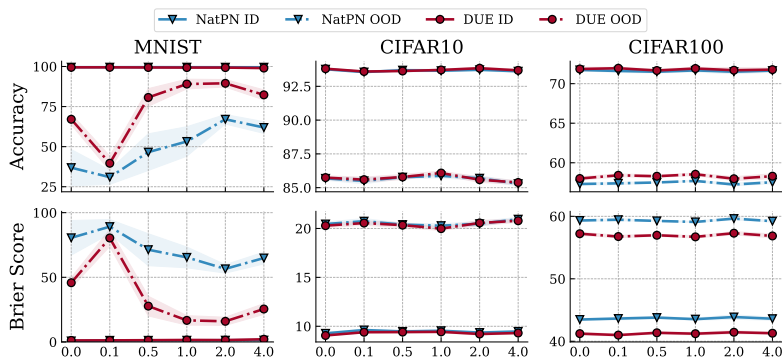 NatPN ID NatPN OOD DUE ID DUE OOD
MNIST CIFAR10 CIFAR100
Accuracy
100
75
50
25
92.5
90.0
87.5
85.0
70
60
Brier Score
100
50
0
20
10
60
50
40
0.0 0.1 0.5 1.0 2.0 4.0
0.0 0.1 0.5 1.0 2.0 4.0
0.0 0.1 0.5 1.0 2.0 4.0